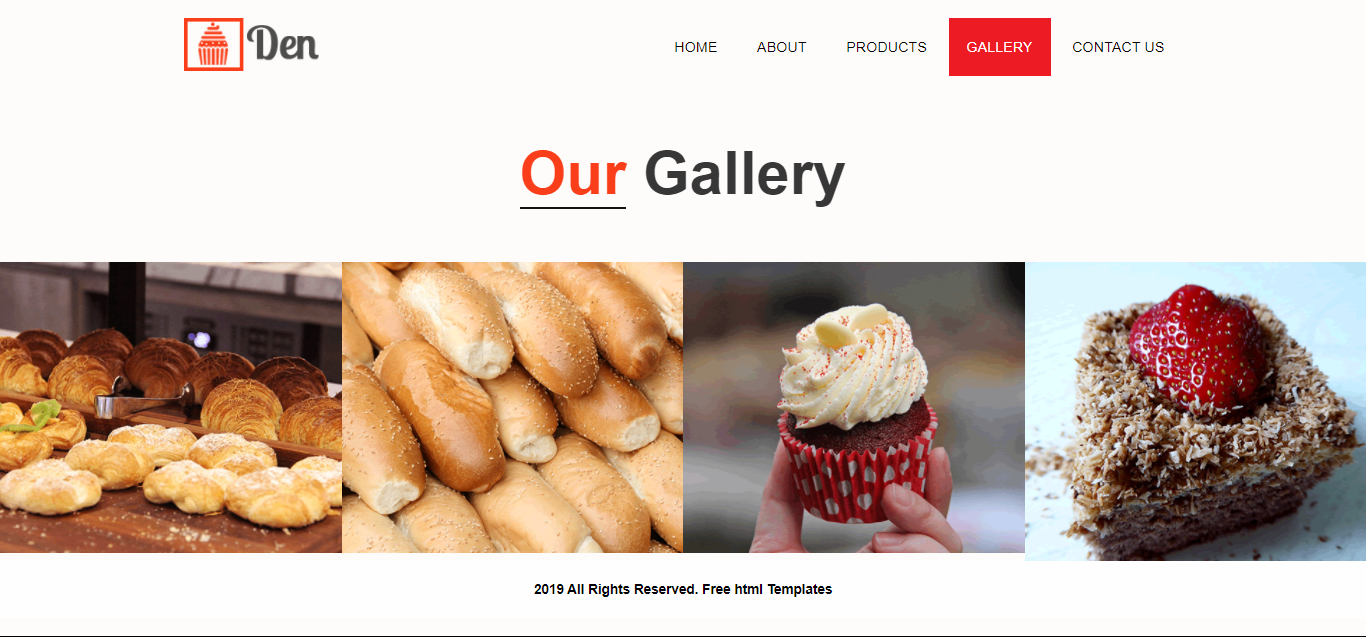 Den
HOME ABOUT PRODUCTS GALLERY CONTACT US
Our Gallery
2019 All Rights Reserved. Free html Templates